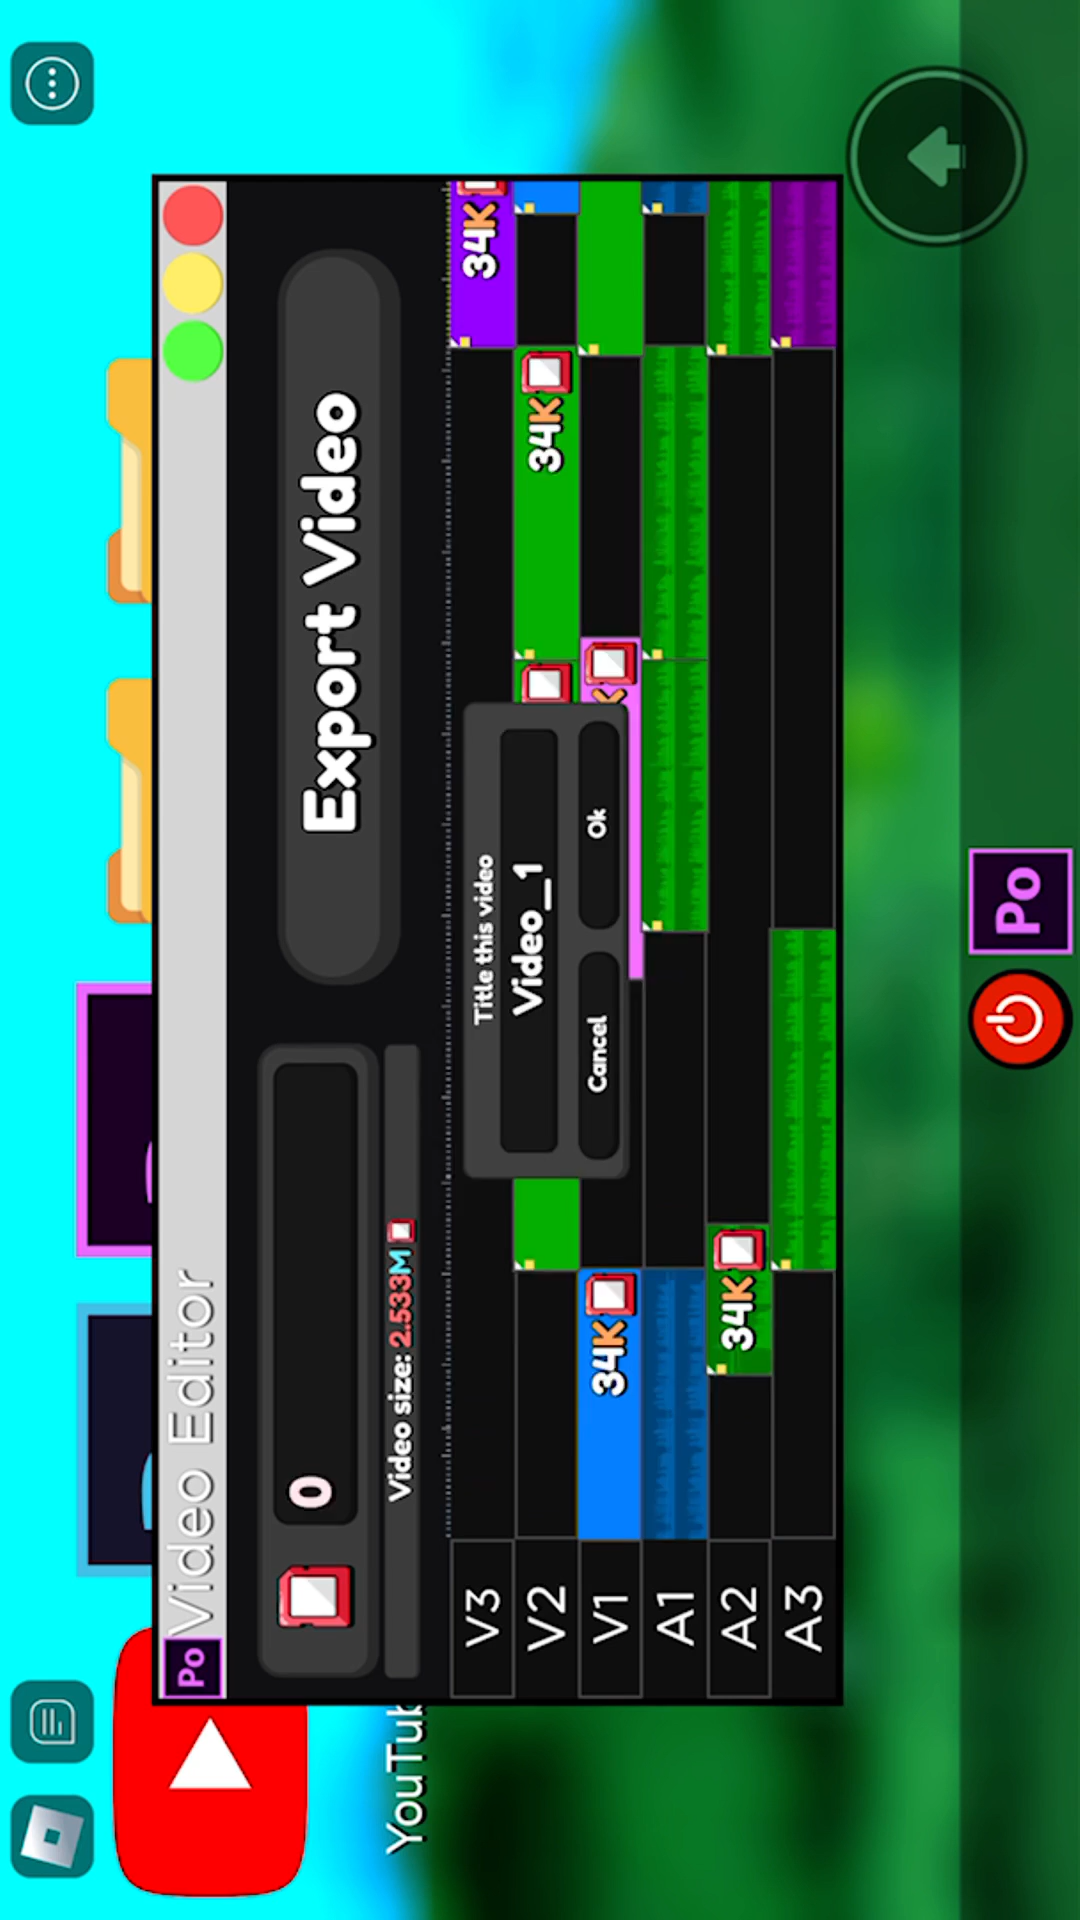 Po Video Editor
0
Export Video
Video size: 2.533M
Title this video
Video_1
Cancel
Ok
V3
34K
V2
34K
V1
34K
K
A1
A2
34K
A3
YouTub
Po